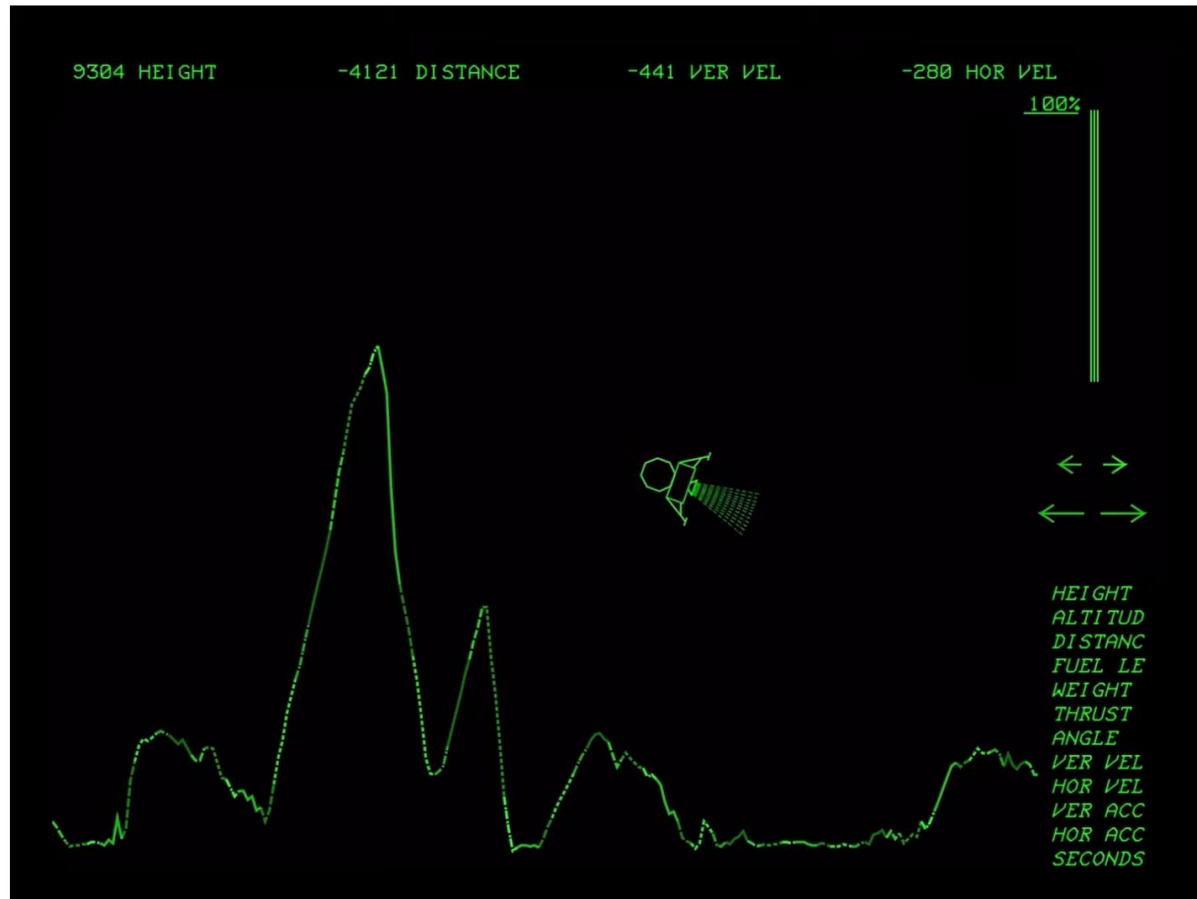 9304 HEIGHT -4121 DISTANCE -441 VER VEL -280 HOR VEL
100%
HEIGHT
ALTITUD
DISTANC
FUEL LE
WEIGHT
THRUST
ANGLE
VER VEL
HOR VEL
VER ACC
HOR ACC
SECONDS